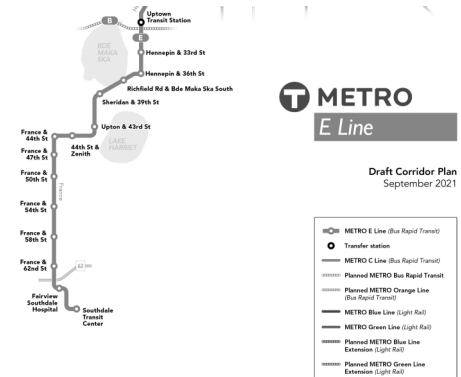 Uptown
Transit Station
B
E
BDE
MAKA
SKA
Hennepin & 33rd St
Hennepin & 36th St
Richfield Rd & Bde Maka Ska South
Sheridan & 39th St
Upton & 43rd St
LAKE
HARRIET
44th St &
Zenith
France &
44th St
France &
47th St
France &
50th St
France
France &
54th St
France &
58th St
France &
62nd St
62
Fairview
Southdale
Hospital
Southdale
Transit
Center
T METRO
E Line
Draft Corridor Plan
September 2021
METRO E Line (Bus Rapid Transit)
Transfer station
METRO C Line (Bus Rapid Transit)
Planned METRO Bus Rapid Transit
Planned METRO Orange Line
(Bus Rapid Transit)
METRO Blue Line (Light Rail)
METRO Green Line (Light Rail)
Planned METRO Blue Line
Extension (Light Rail)
Planned METRO Green Line
Extension (Light Rail)